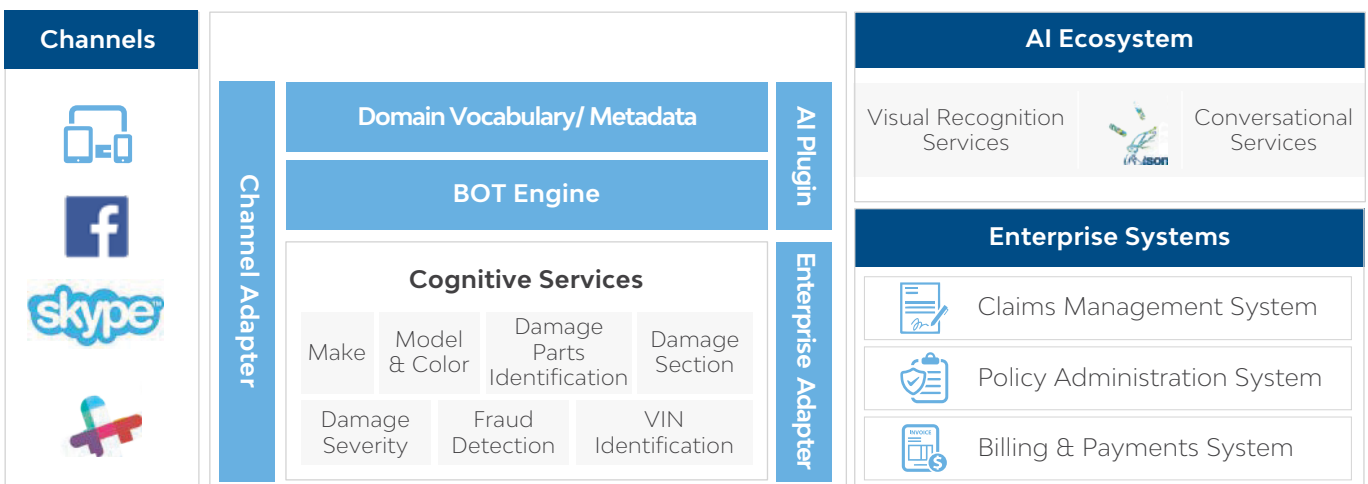 Channels
f
skype™
Channel Adapter
Domain Vocabulary/ Metadata
BOT Engine
Cognitive Services
Make
Model
& Color
Damage
Parts
Identification
Damage
Section
Damage
Severity
Fraud
Detection
VIN
Identification
AI Plugin
Enterprise Adapter
AI Ecosystem
Visual Recognition
Services
Conversational
Services
Enterprise Systems
Claims Management System
Policy Administration System
INVOICE
$
Billing & Payments System